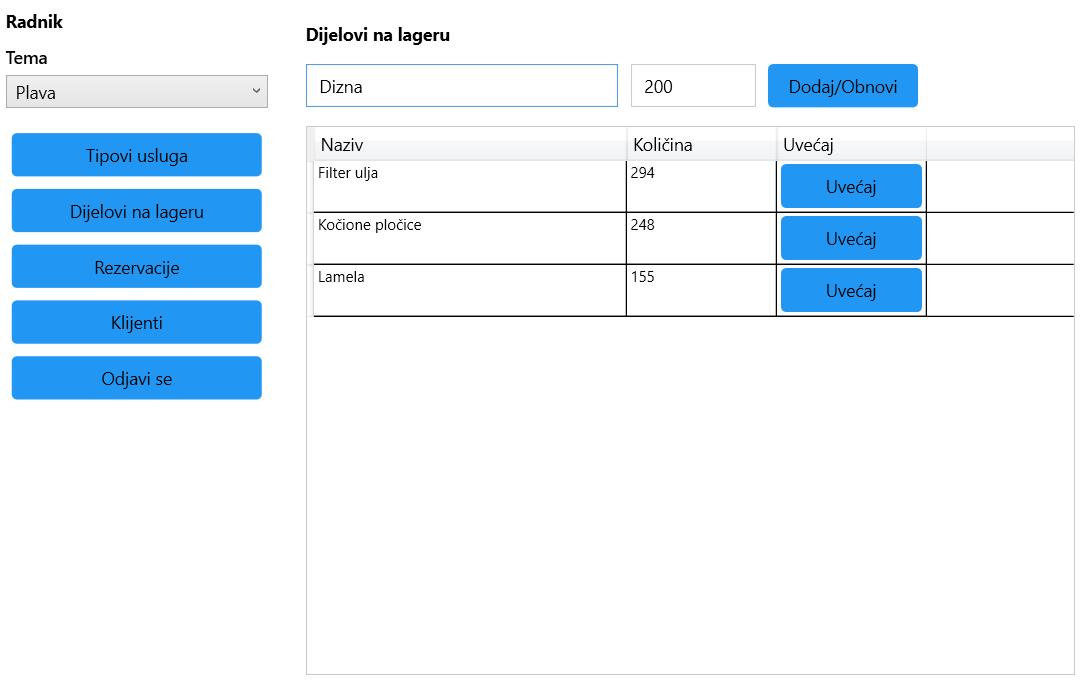 Radnik
Tema
Plava
Tipovi usluga
Dijelovi na lageru
Rezervacije
Klijenti
Odjavi se
Dijelovi na lageru
Dizna 200 Dodaj/Obnovi
Naziv Količina Uvećaj
Filter ulja 294 Uvećaj
Kočione pločice 248 Uvećaj
Lamela 155 Uvećaj